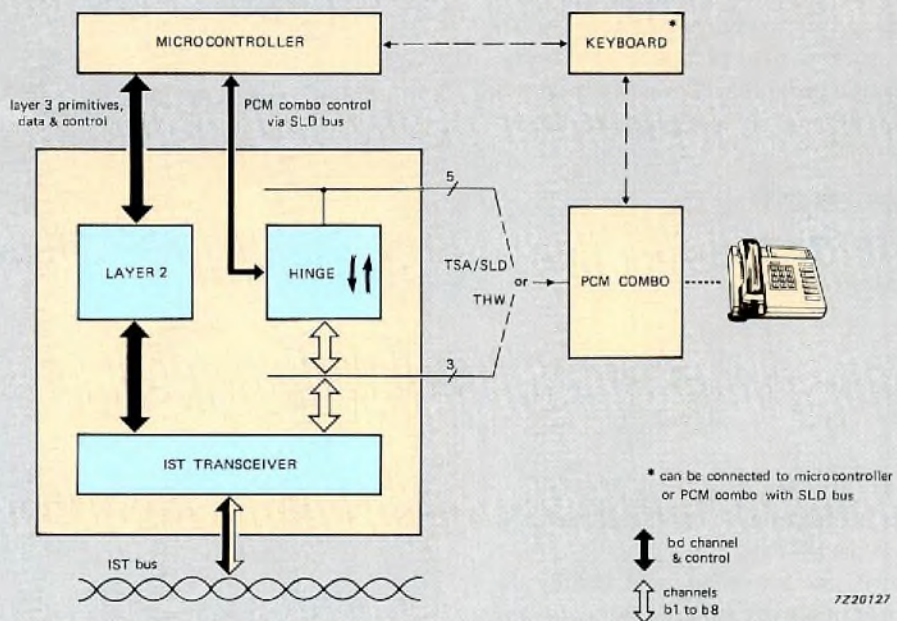 MICROCONTROLLER
KEYBOARD *
layer 3 primitives,
data & control
PCM combo control
via SLD bus
5
LAYER 2
HINGE
TSA/SLD
or
THW
PCM COMBO
3
IST TRANSCEIVER
* can be connected to microcontroller
or PCM combo with SLD bus
IST bus
bd channel
& control
channels
b1 to b8
7Z20127